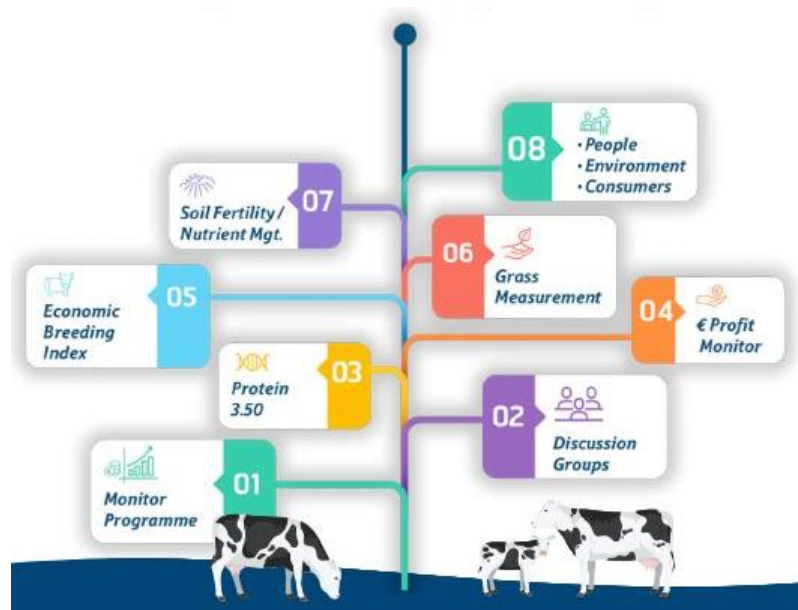 08
• People
• Environment
• Consumers
07
Soil Fertility /
Nutrient Mgt.
06
Grass
Measurement
05
Economic
Breeding
Index
04
€ Profit
Monitor
03
Protein
3.50
02
Discussion
Groups
01
Monitor
Programme